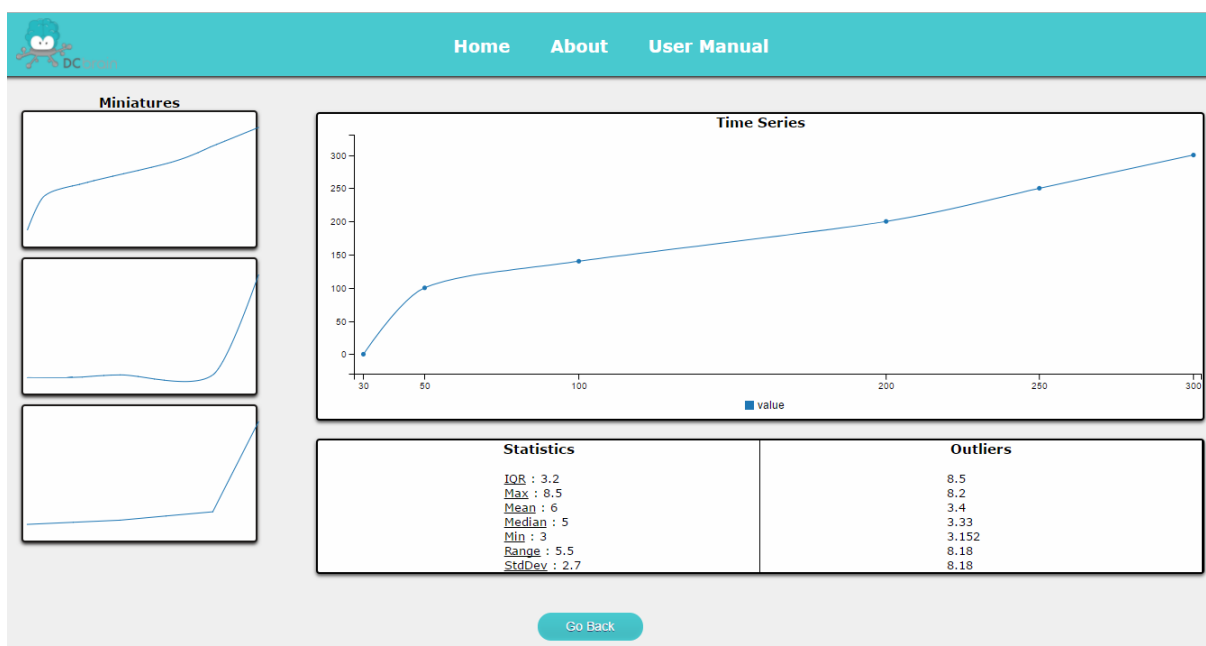 DC
Home About User Manual
Miniatures
Time Series
300
250
200
150
100
50
0
30 50 100 200 250 300
value
Statistics
IQR : 3.2
Max : 8.5
Mean : 6
Median : 5
Min : 3
Range : 5.5
StdDev : 2.7
Outliers
8.5
8.2
3.4
3.33
3.152
8.18
8.18
Go Back